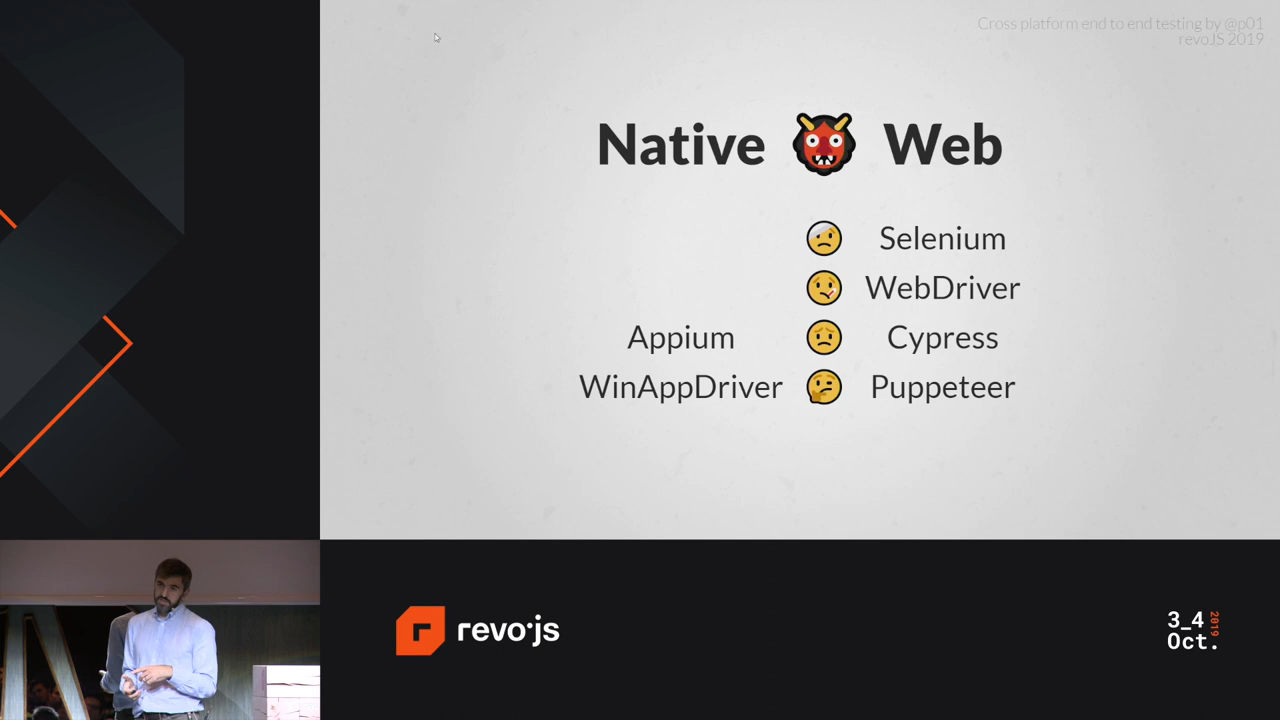 Cross platform end to end testing by @p01
revoJS 2019
Native 👹 Web
🤕 Selenium
🤒 WebDriver
Appium 😟 Cypress
WinAppDriver 🤔 Puppeteer
revo·js
3_4 2019
Oct.